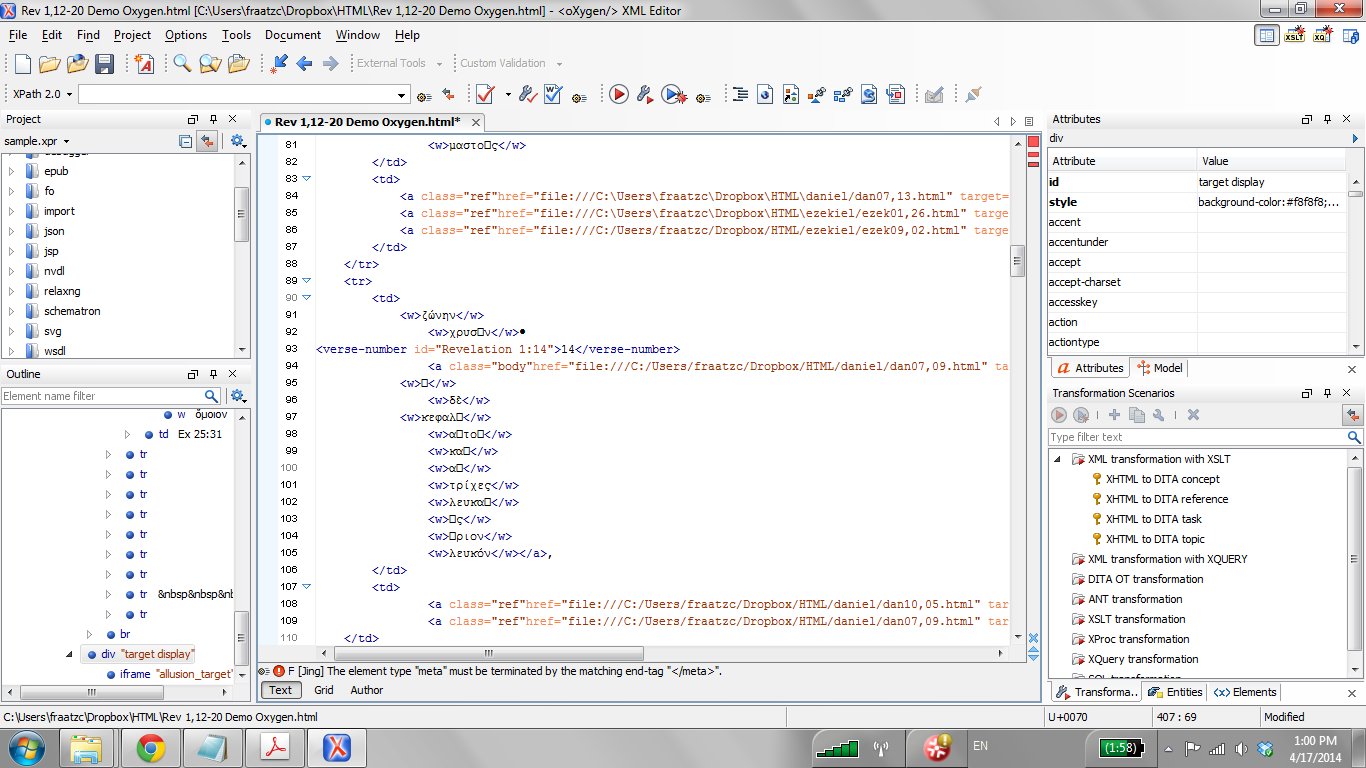 Rev 1,12-20 Demo Oxygen.html [C:\Users\fraatzc\Dropbox\HTML\Rev 1,12-20 Demo Oxygen.html] - <oXygen/> XML Editor
File Edit Find Project Options Tools Document Window Help
XSLT XQ
External Tools Custom Validation
XPath 2.0
Project
sample.xpr
epub
fo
import
json
jsp
nvdl
relaxng
schematron
svg
wsdl
Outline
Element name filter
w ὅμοιον
td Ex 25:31
tr
tr
tr
tr
tr
tr
tr
tr &nbsp&nbsp&nb
tr
br
div "target display"
iframe "allusion_target"
Rev 1,12-20 Demo Oxygen.html*
81 <w>μαστο□ς</w>
82 </td>
83 <td>
84 <a class="ref"href="file:///C:\Users\fraatzc\Dropbox\HTML\daniel/dan07,13.html" target=
85 <a class="ref"href="file:///C:\Users\fraatzc\Dropbox\HTML\ezekiel/ezek01,26.html" targe
86 <a class="ref"href="file:///C:/Users/fraatzc/Dropbox/HTML/ezekiel/ezek09,02.html" targe
87 </td>
88 </tr>
89 <tr>
90 <td>
91 <w>ζώνην</w>
92 <w>χρυσ□ν</w>●
93 <verse-number id="Revelation 1:14">14</verse-number>
94 <a class="body"href="file:///C:/Users/fraatzc/Dropbox/HTML/daniel/dan07,09.html" ta
95 <w>□</w>
96 <w>δὲ</w>
97 <w>κεφαλ□</w>
98 <w>α□το□</w>
99 <w>κα□</w>
100 <w>α□</w>
101 <w>τρίχες</w>
102 <w>λευκα□</w>
103 <w>□ς</w>
104 <w>□ριον</w>
105 <w>λευκόν</w></a>,
106 </td>
107 <td>
108 <a class="ref"href="file:///C:/Users/fraatzc/Dropbox/HTML/daniel/dan10,05.html" tar
109 <a class="ref"href="file:///C:/Users/fraatzc/Dropbox/HTML/daniel/dan07,09.html" tar
110 </td>
F [Jing] The element type "meta" must be terminated by the matching end-tag "</meta>".
Text Grid Author
Attributes
div
Attribute Value
id target display
style background-color:#f8f8f8;...
accent
accentunder
accept
accept-charset
accesskey
action
actiontype
Attributes Model
Transformation Scenarios
Type filter text
XML transformation with XSLT
XHTML to DITA concept
XHTML to DITA reference
XHTML to DITA task
XHTML to DITA topic
XML transformation with XQUERY
DITA OT transformation
ANT transformation
XSLT transformation
XProc transformation
XQuery transformation
Transforma.. Entities Elements
C:\Users\fraatzc\Dropbox\HTML\Rev 1,12-20 Demo Oxygen.html U+0070 407 : 69 Modified
EN (1:58) 1:00 PM
4/17/2014